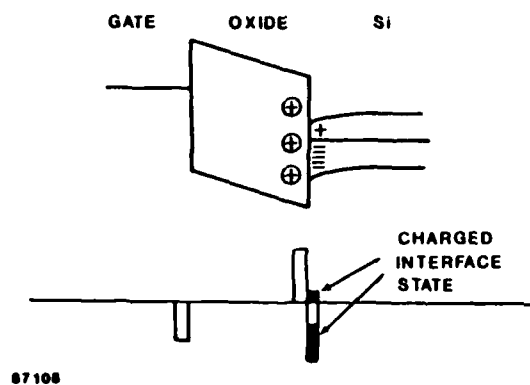 GATE OXIDE Si
+
+ +
+
CHARGED
INTERFACE
STATE
87108